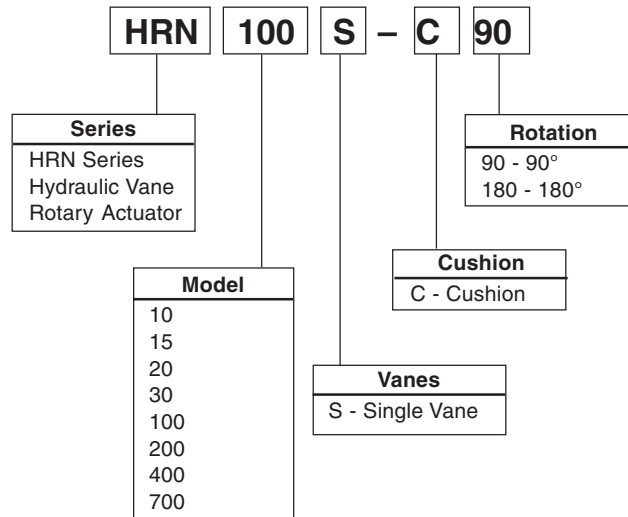 HRN 100 S – C 90
Series
HRN Series
Hydraulic Vane
Rotary Actuator
Rotation
90 - 90°
180 - 180°
Cushion
C - Cushion
Model
10
15
20
30
100
200
400
700
Vanes
S - Single Vane